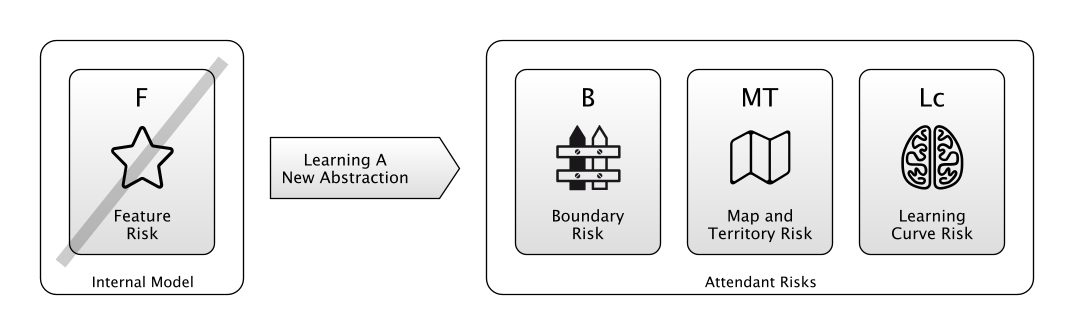 F
Feature
Risk
Internal Model
Learning A
New Abstraction
B
Boundary
Risk
MT
Map and
Territory Risk
Lc
Learning
Curve Risk
Attendant Risks